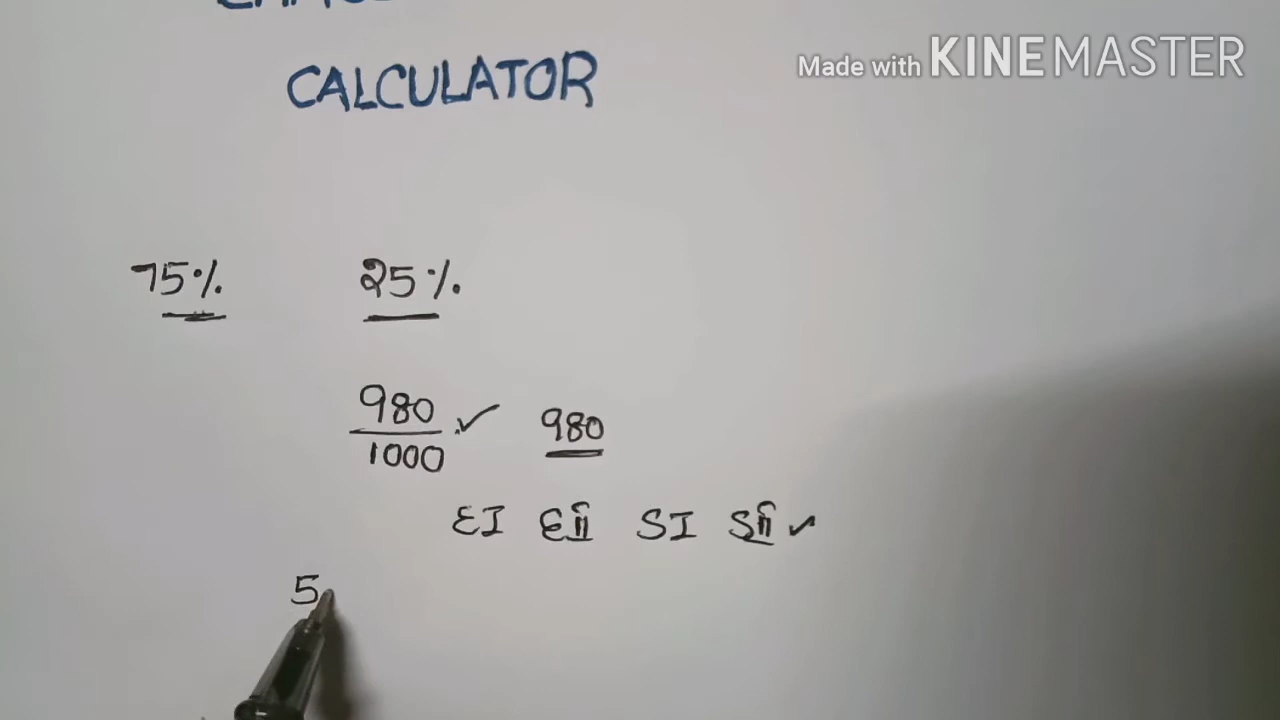 Made with KINEMASTER
CALCULATOR
75% 25%
980/1000 ✓ 980
EI EII SI SII ✓
5